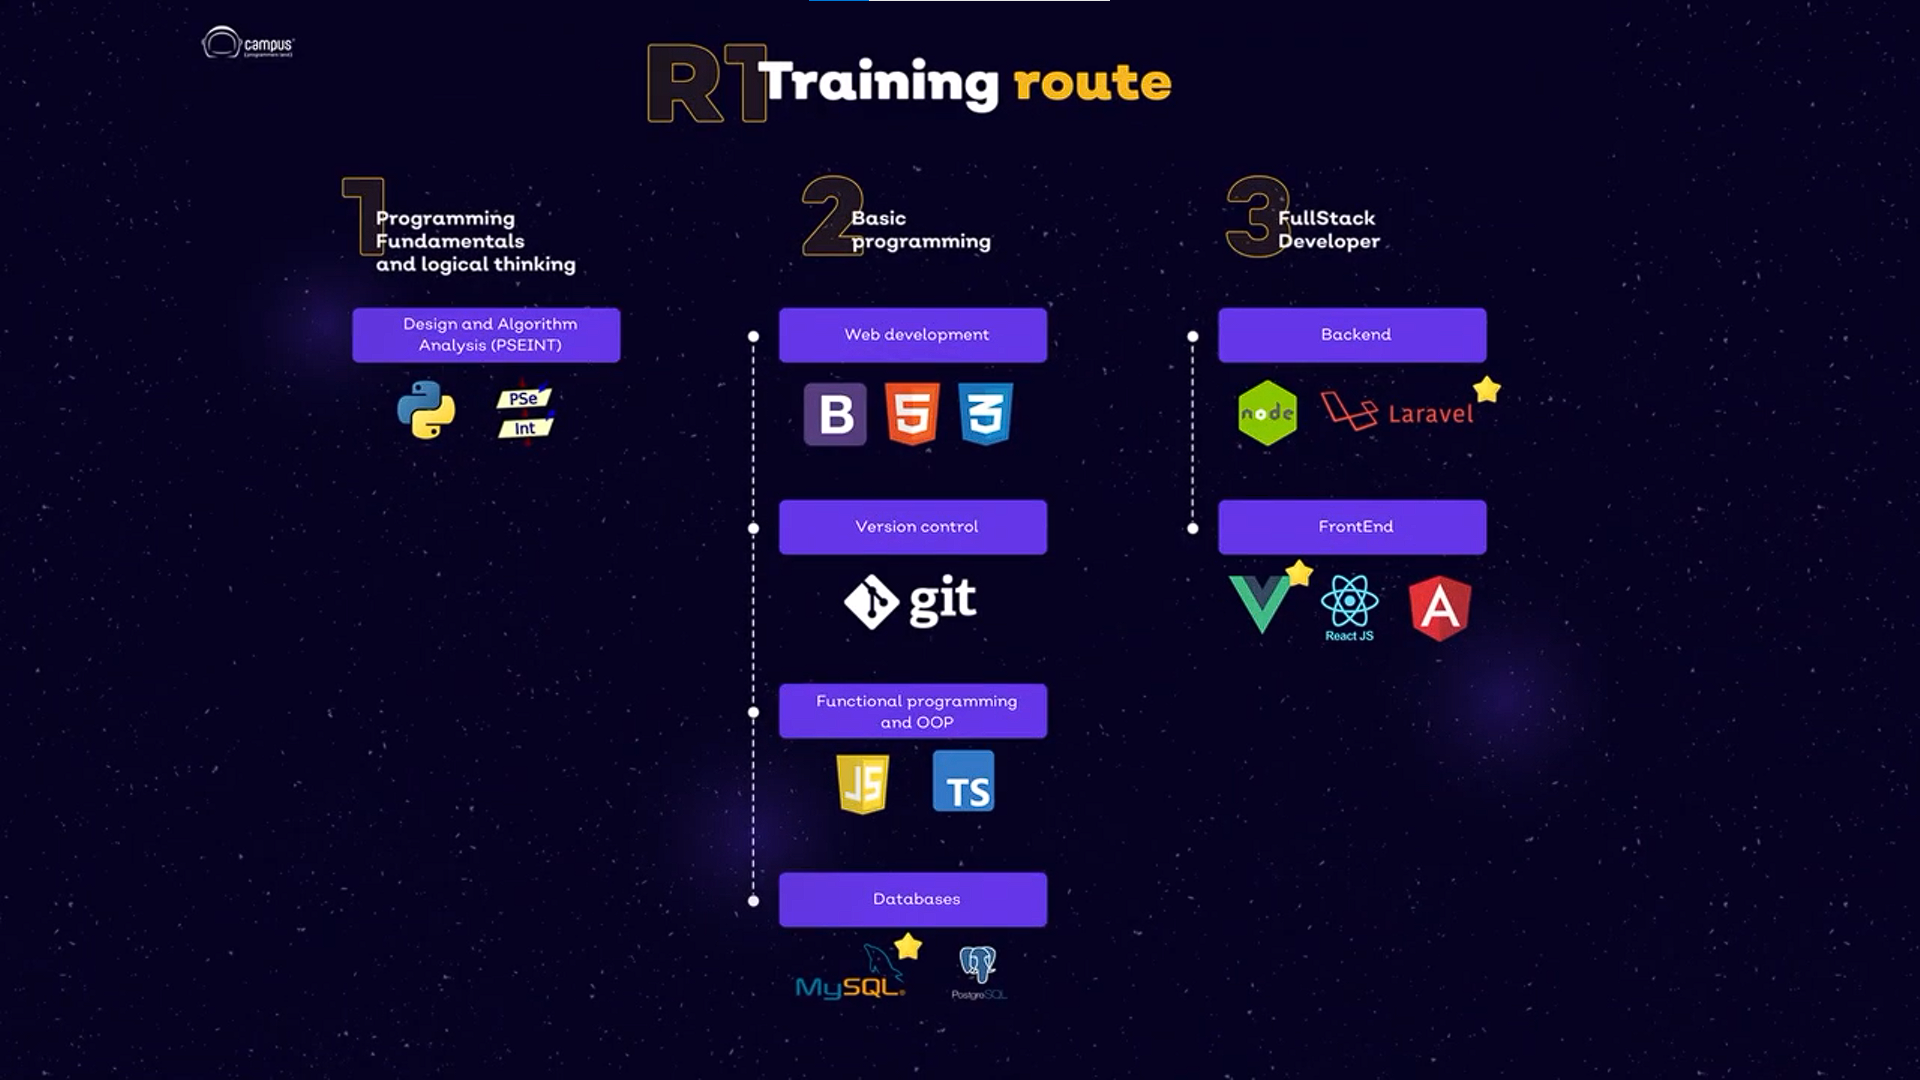 campus
R1
Training route
1
Programming
Fundamentals
and logical thinking
Design and Algorithm
Analysis (PSEINT)
PSe
Int
2
Basic
programming
Web development
B
5
3
Version control
git
Functional programming
and OOP
JS
TS
Databases
MySQL®
PostgreSQL
3
FullStack
Developer
Backend
node
Laravel
FrontEnd
React JS
A